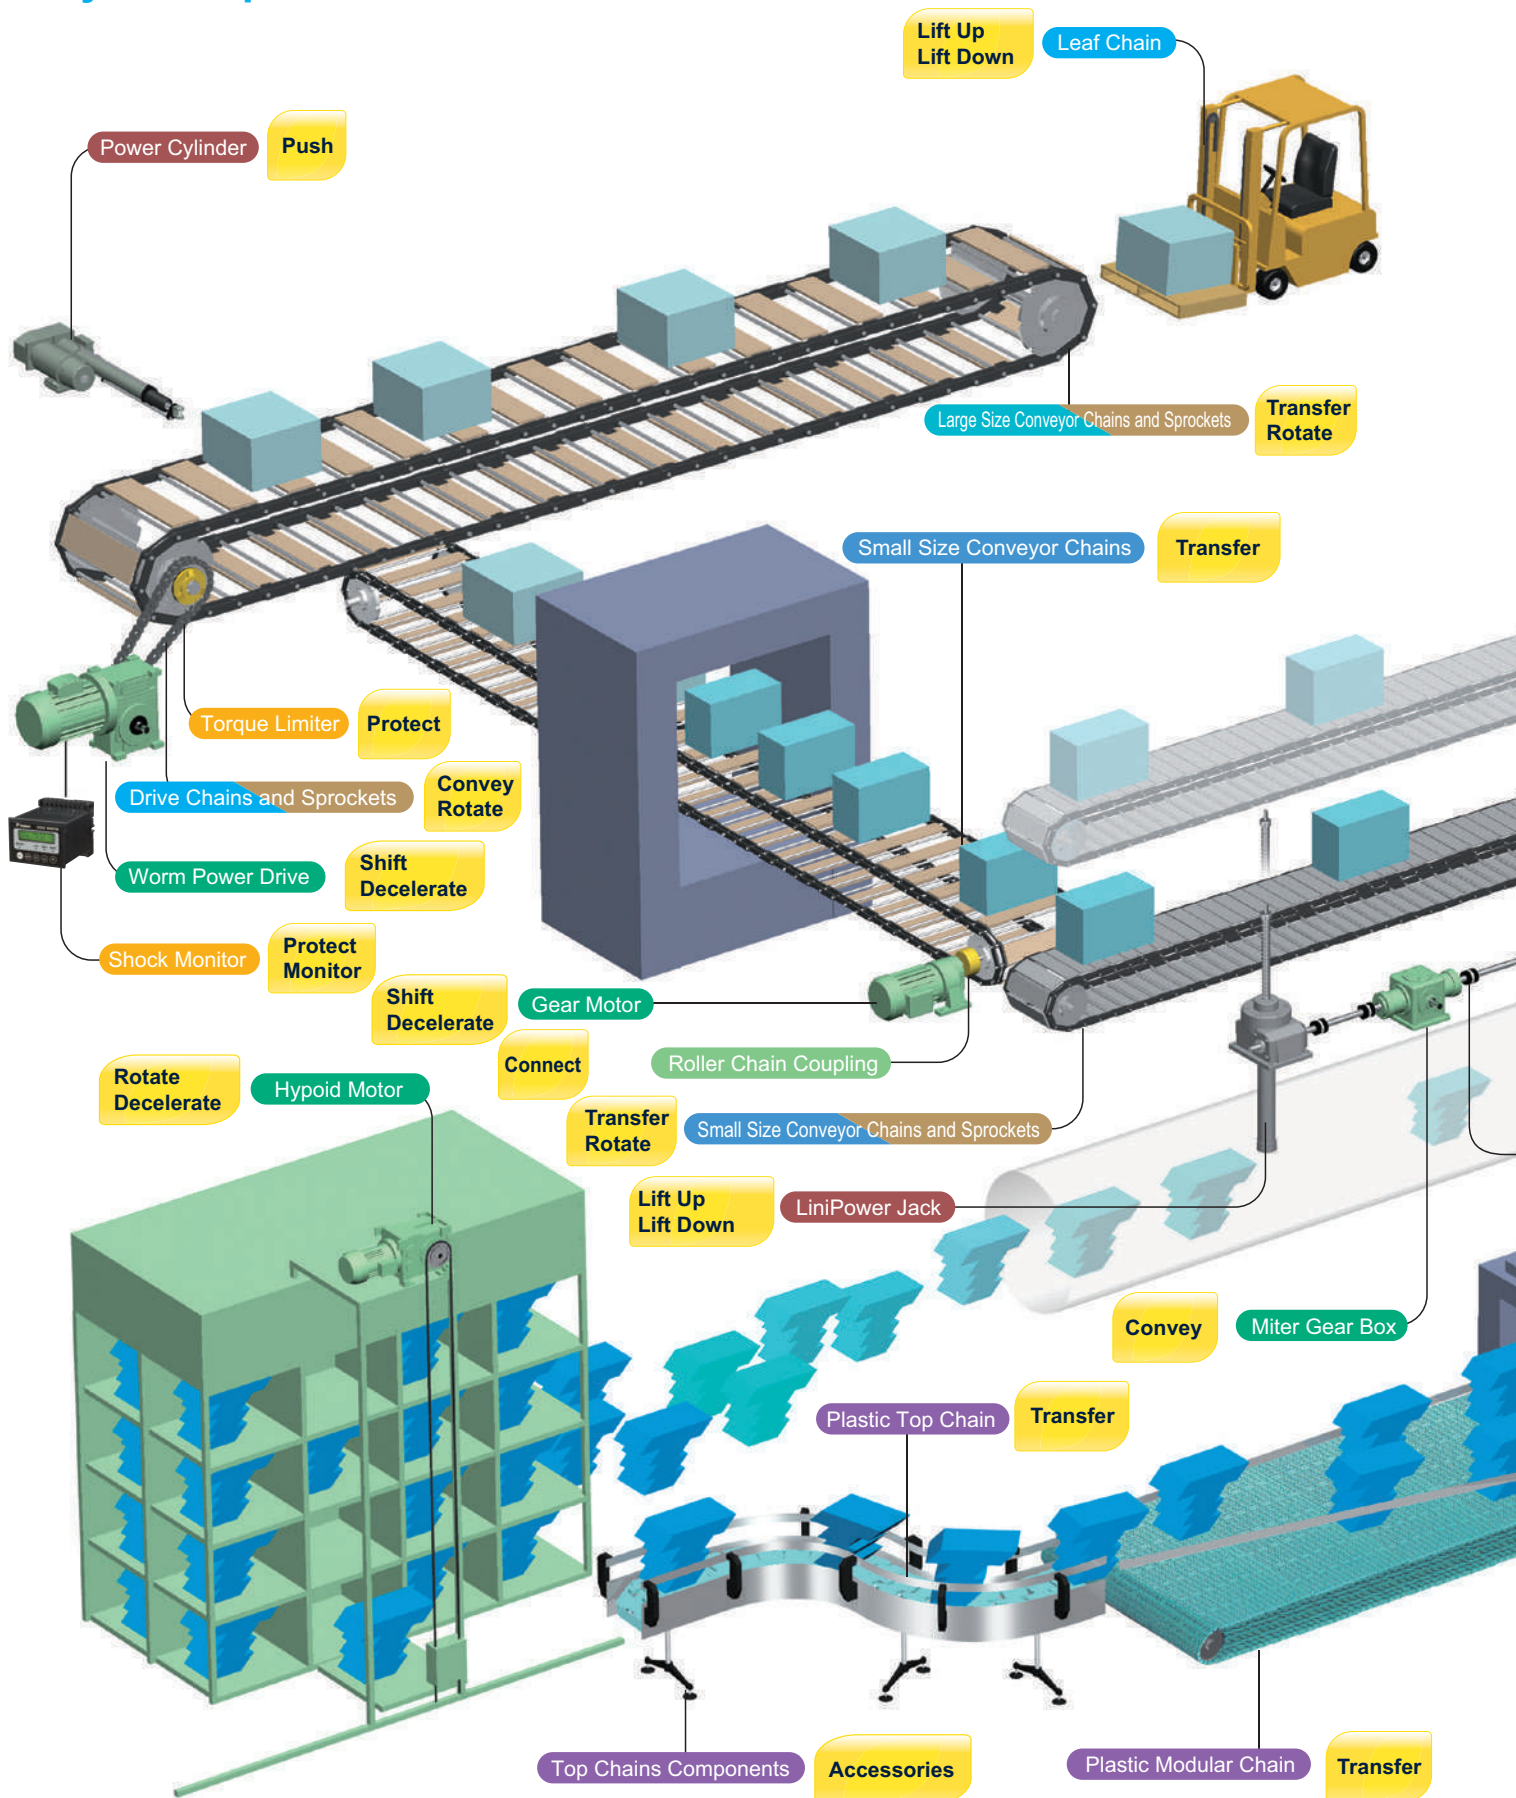 Lift Up
Lift Down
Leaf Chain
Power Cylinder
Push
Large Size Conveyor Chains and Sprockets
Transfer
Rotate
Small Size Conveyor Chains
Transfer
Torque Limiter
Protect
Drive Chains and Sprockets
Convey
Rotate
Worm Power Drive
Shift
Decelerate
Shock Monitor
Protect
Monitor
Shift
Decelerate
Gear Motor
Connect
Roller Chain Coupling
Rotate
Decelerate
Hypoid Motor
Transfer
Rotate
Small Size Conveyor Chains and Sprockets
Lift Up
Lift Down
LiniPower Jack
Convey
Miter Gear Box
Plastic Top Chain
Transfer
Top Chains Components
Accessories
Plastic Modular Chain
Transfer